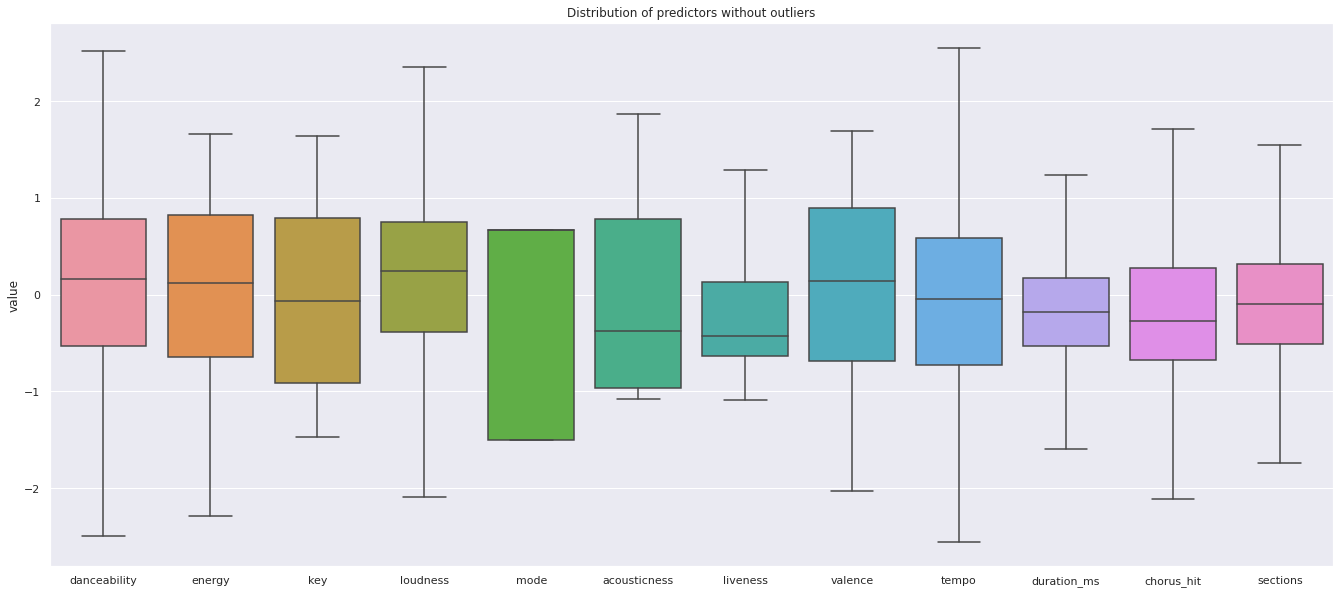 Distribution of predictors without outliers
2
1
0
−1
−2
value
danceability energy key loudness mode acousticness liveness valence tempo duration_ms chorus_hit sections